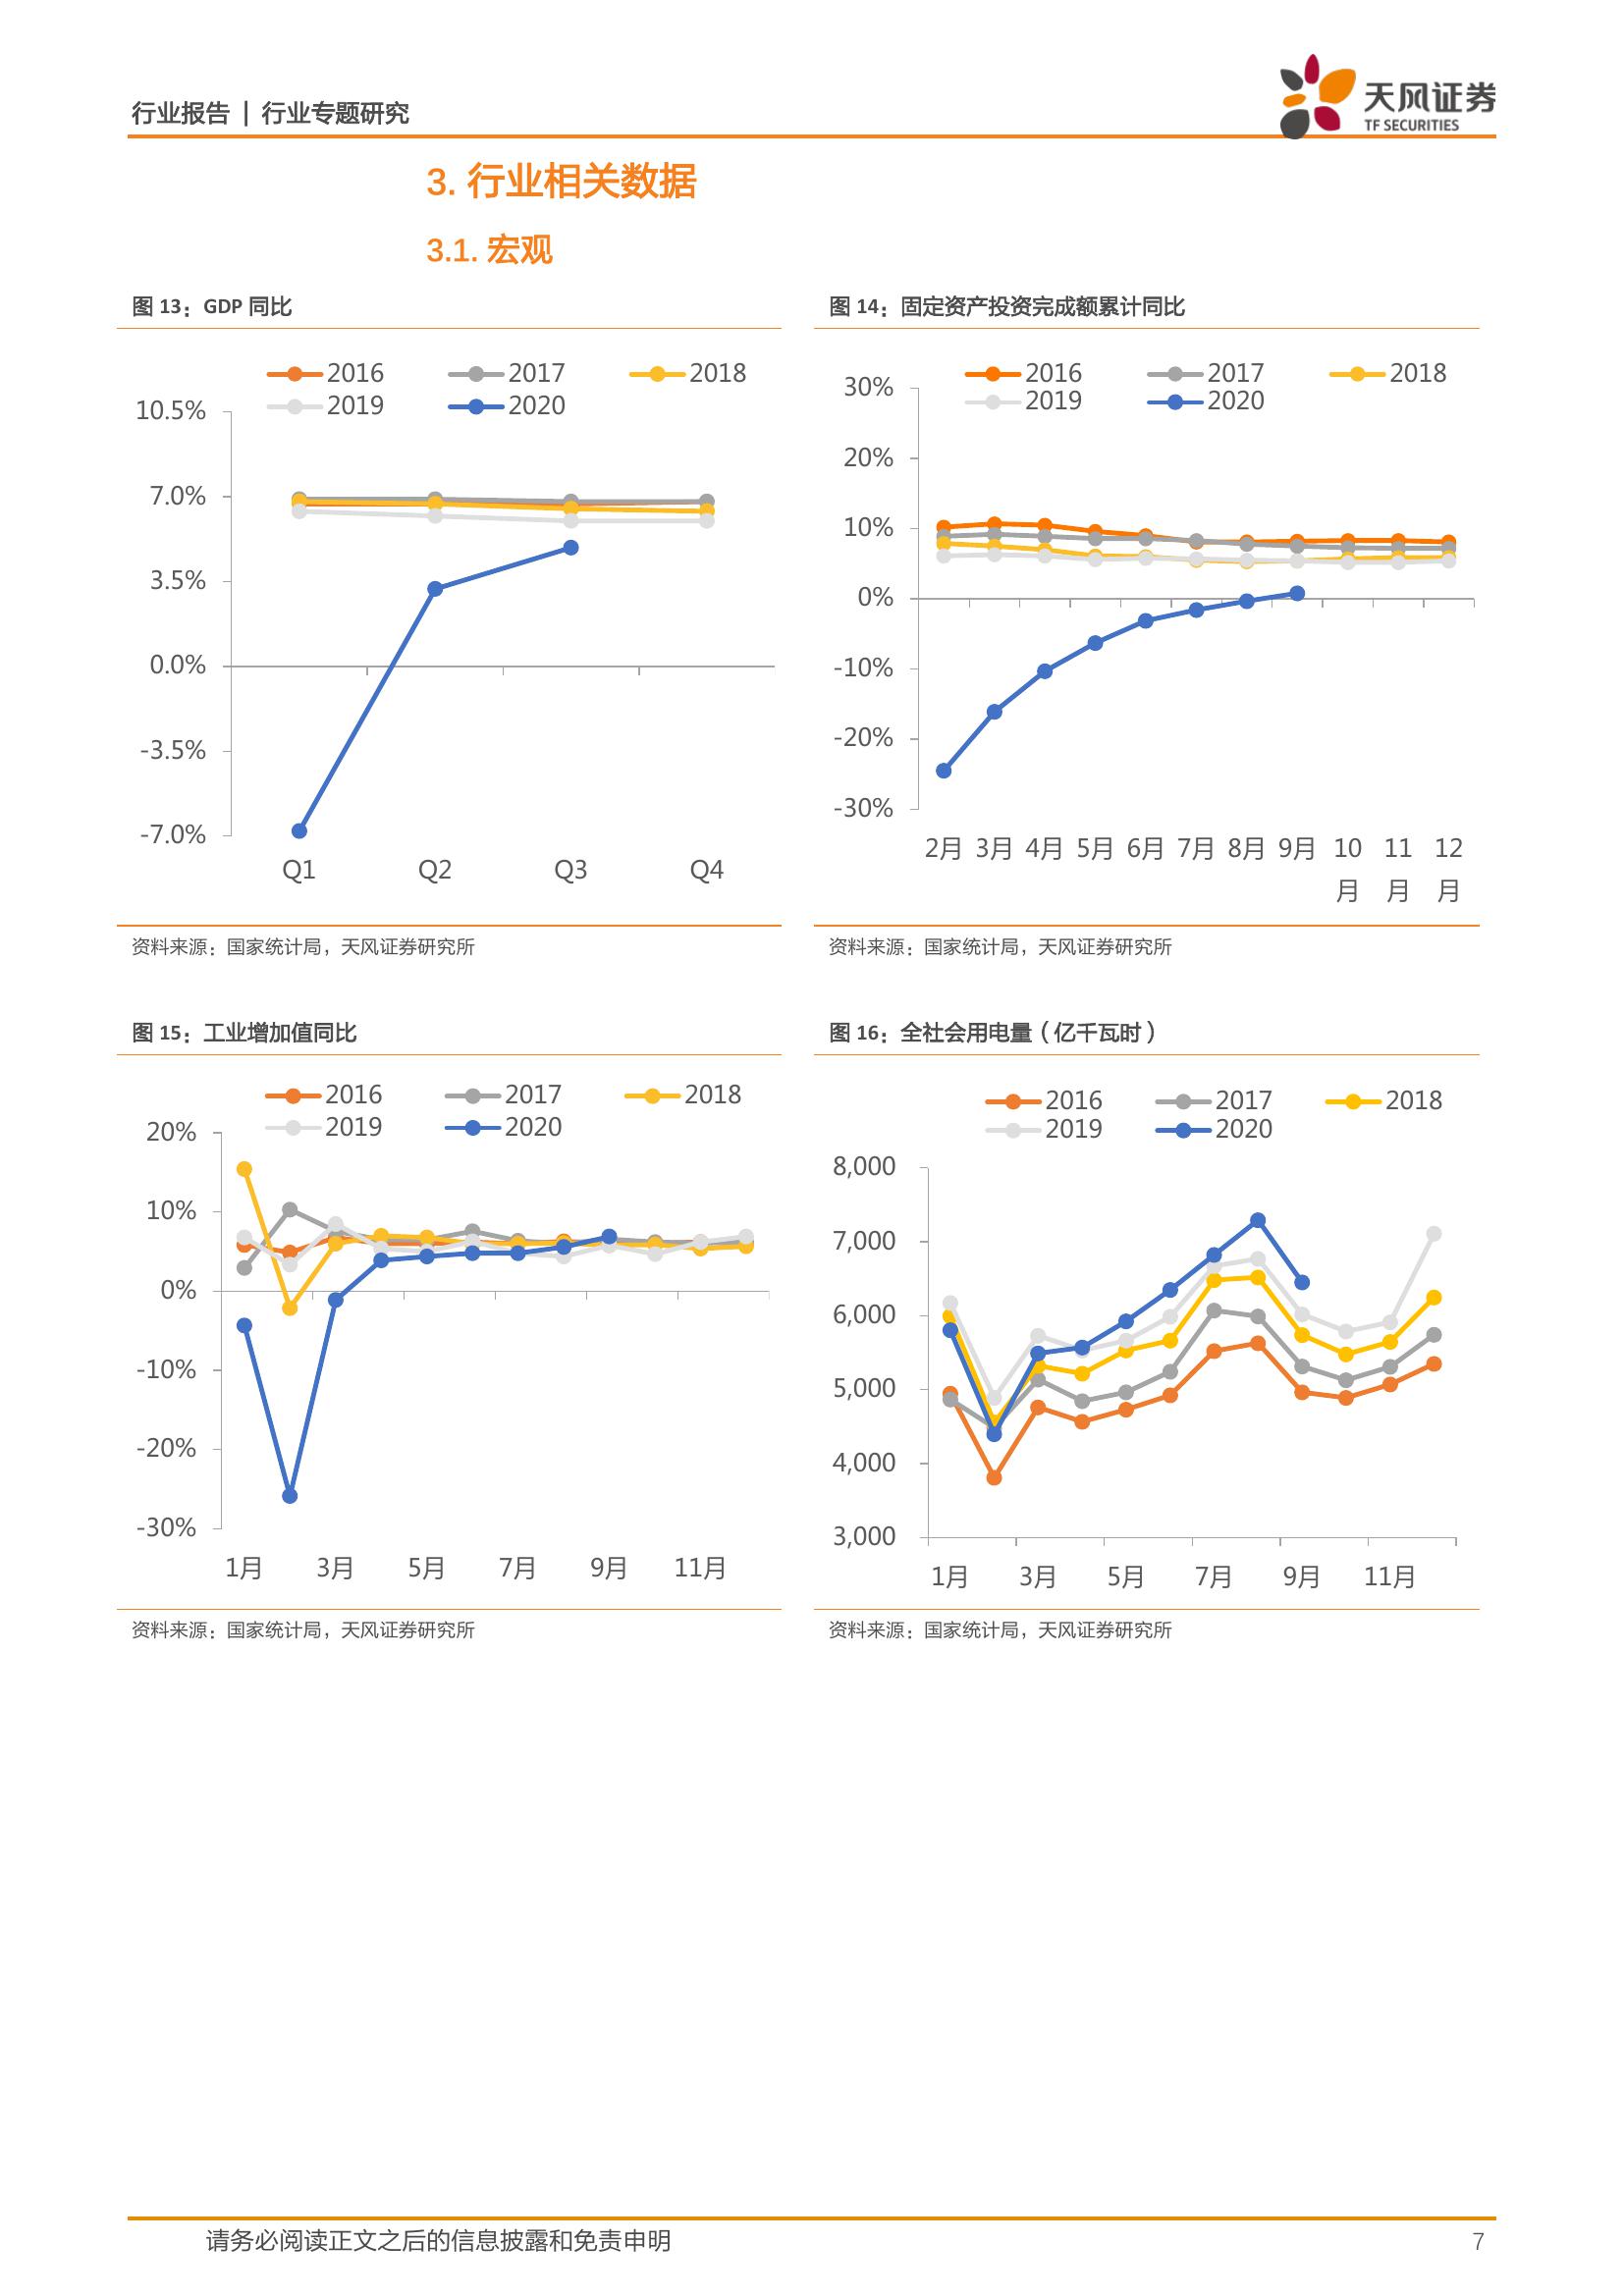 行业报告 | 行业专题研究
天风证券
TF SECURITIES
3. 行业相关数据
3.1. 宏观
图 13：GDP 同比
2016 2017 2018
2019 2020
10.5%
7.0%
3.5%
0.0%
-3.5%
-7.0%
Q1 Q2 Q3 Q4
资料来源：国家统计局，天风证券研究所
图 14：固定资产投资完成额累计同比
2016 2017 2018
2019 2020
30%
20%
10%
0%
-10%
-20%
-30%
2月 3月 4月 5月 6月 7月 8月 9月 10月 11月 12月
资料来源：国家统计局，天风证券研究所
图 15：工业增加值同比
2016 2017 2018
2019 2020
20%
10%
0%
-10%
-20%
-30%
1月 3月 5月 7月 9月 11月
资料来源：国家统计局，天风证券研究所
图 16：全社会用电量（亿千瓦时）
2016 2017 2018
2019 2020
8,000
7,000
6,000
5,000
4,000
3,000
1月 3月 5月 7月 9月 11月
资料来源：国家统计局，天风证券研究所
请务必阅读正文之后的信息披露和免责申明
7